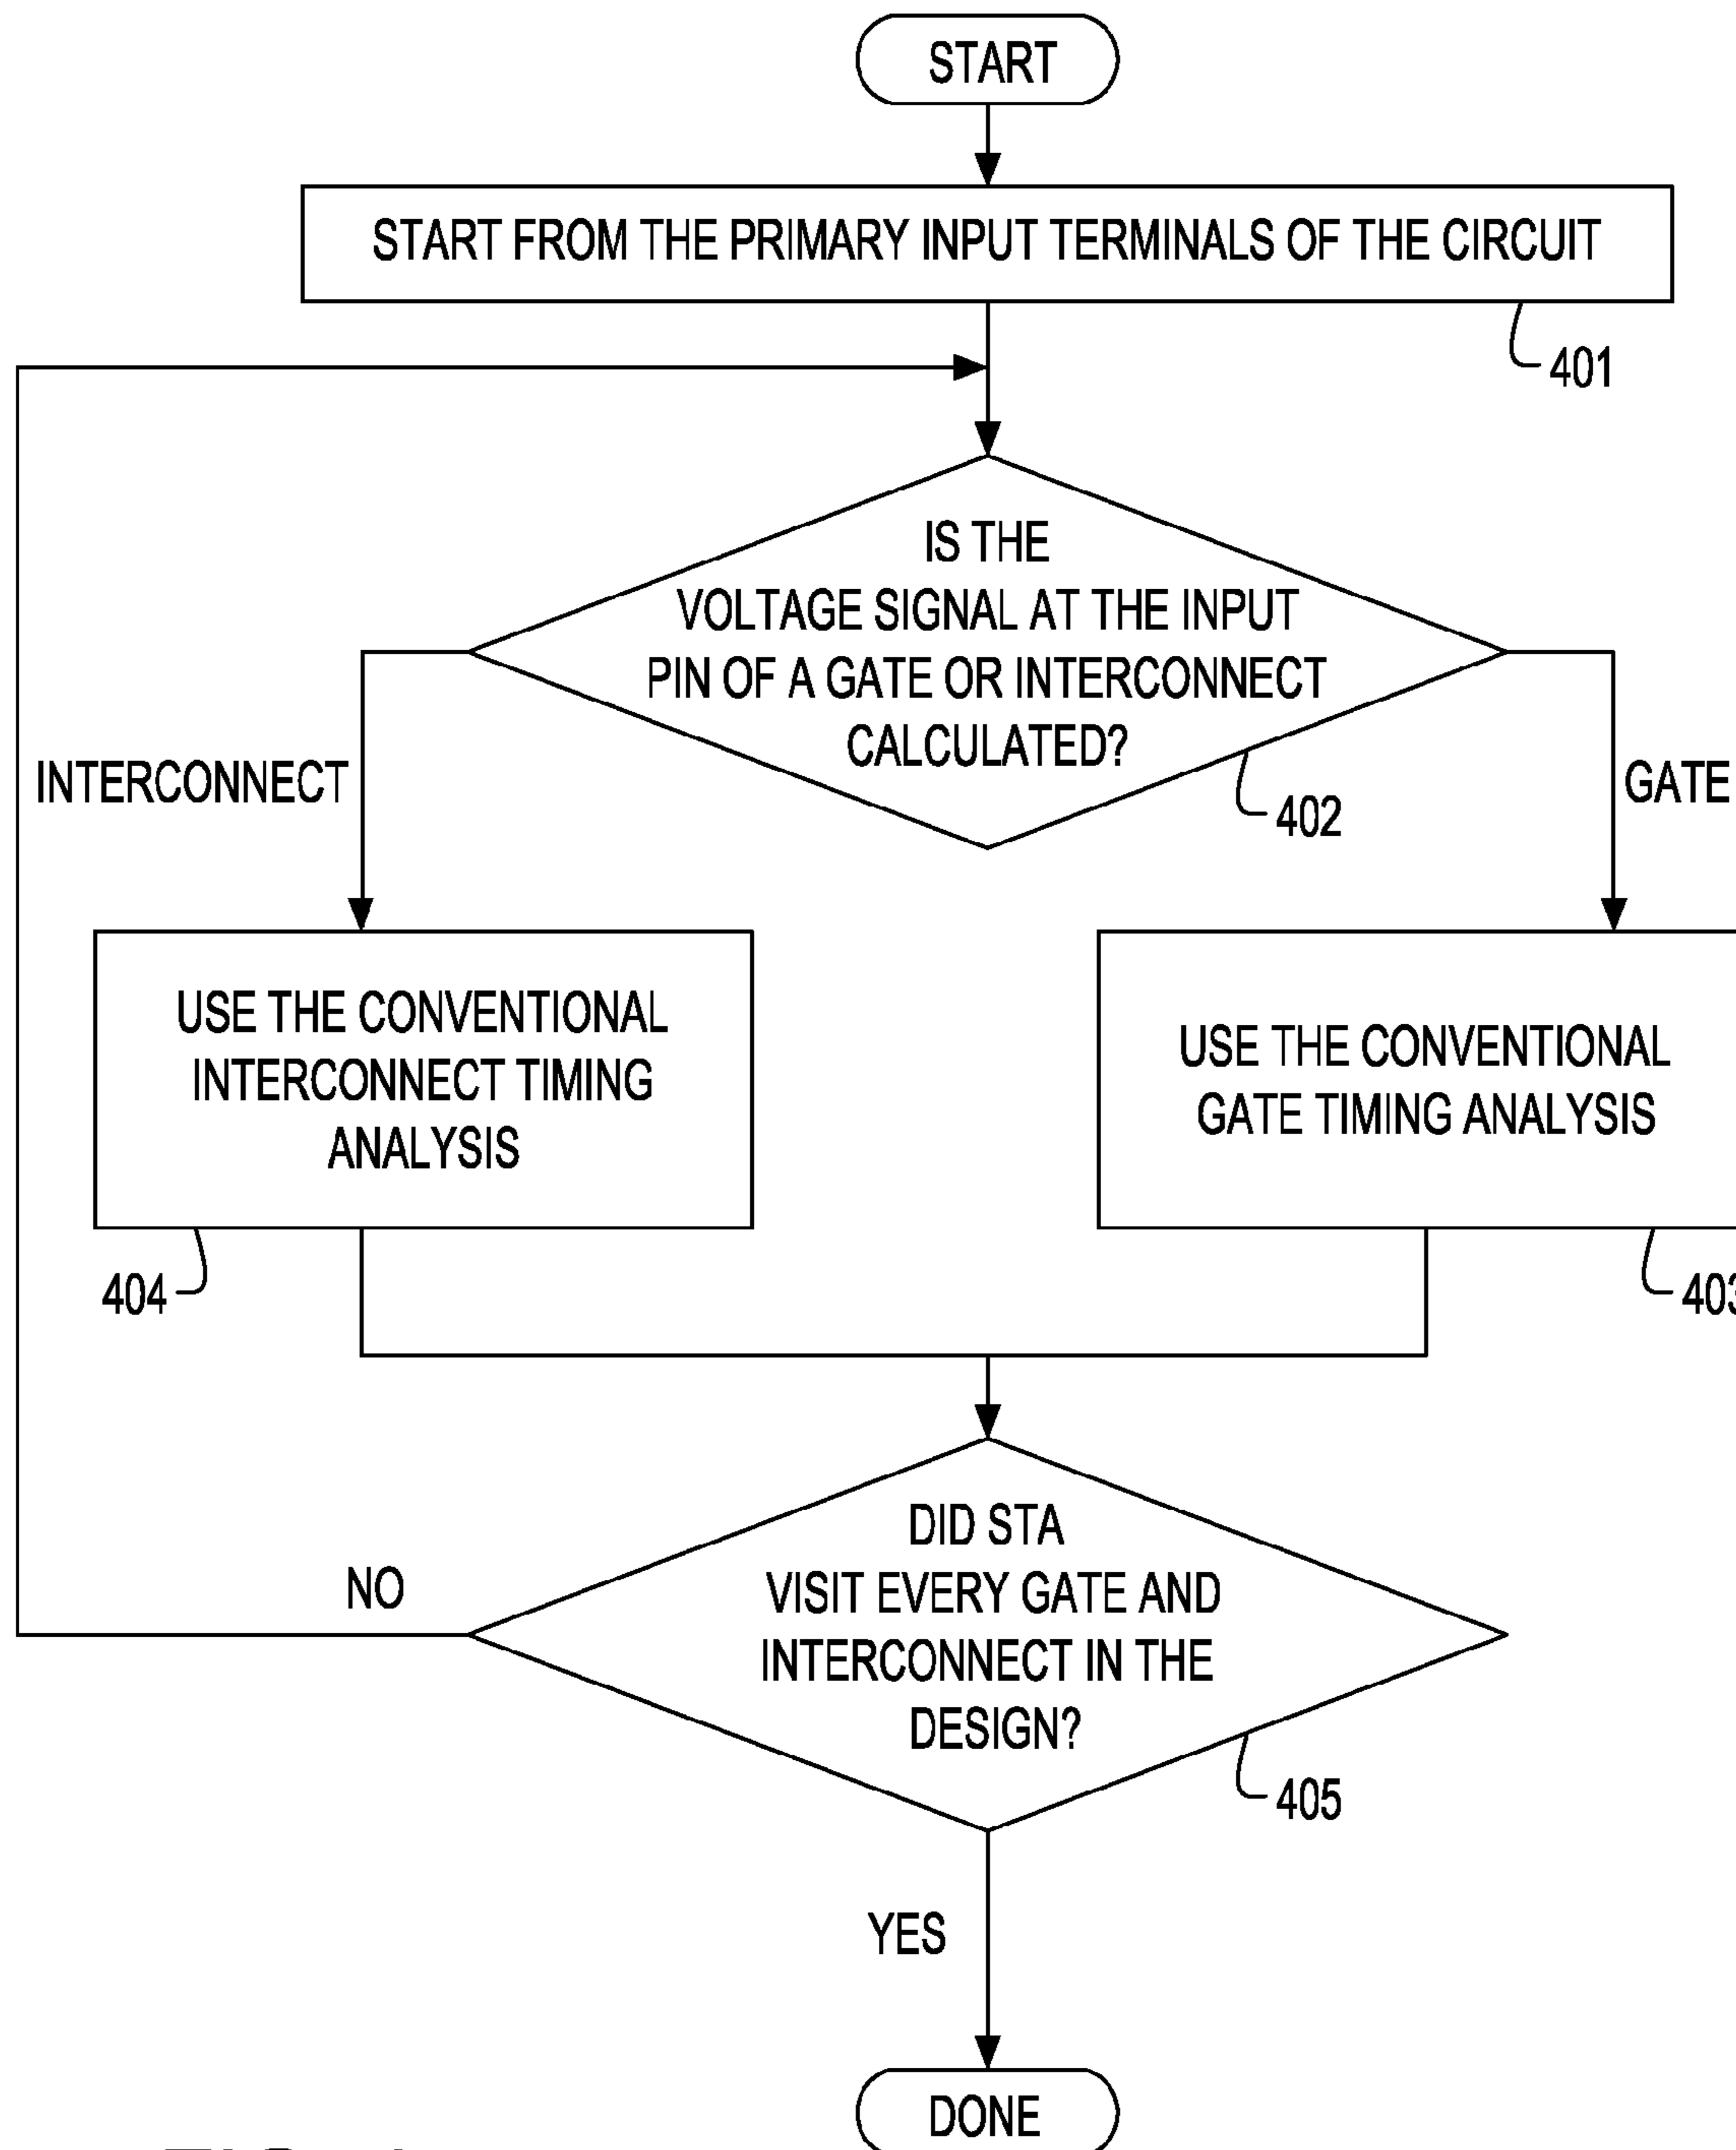 START
START FROM THE PRIMARY INPUT TERMINALS OF THE CIRCUIT
401
IS THE
VOLTAGE SIGNAL AT THE INPUT
PIN OF A GATE OR INTERCONNECT
CALCULATED?
402
INTERCONNECT
GATE
USE THE CONVENTIONAL
INTERCONNECT TIMING
ANALYSIS
404
USE THE CONVENTIONAL
GATE TIMING ANALYSIS
403
DID STA
VISIT EVERY GATE AND
INTERCONNECT IN THE
DESIGN?
405
NO
YES
DONE